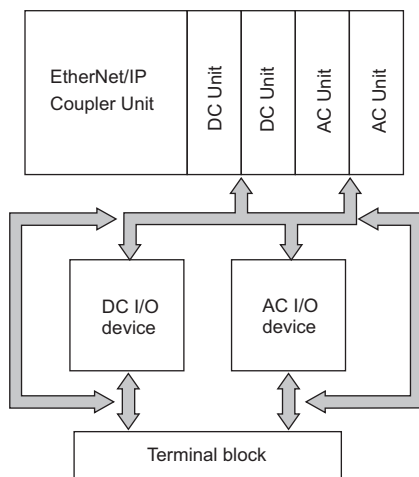 EtherNet/IP
Coupler Unit
DC Unit
DC Unit
AC Unit
AC Unit
DC I/O
device
AC I/O
device
Terminal block